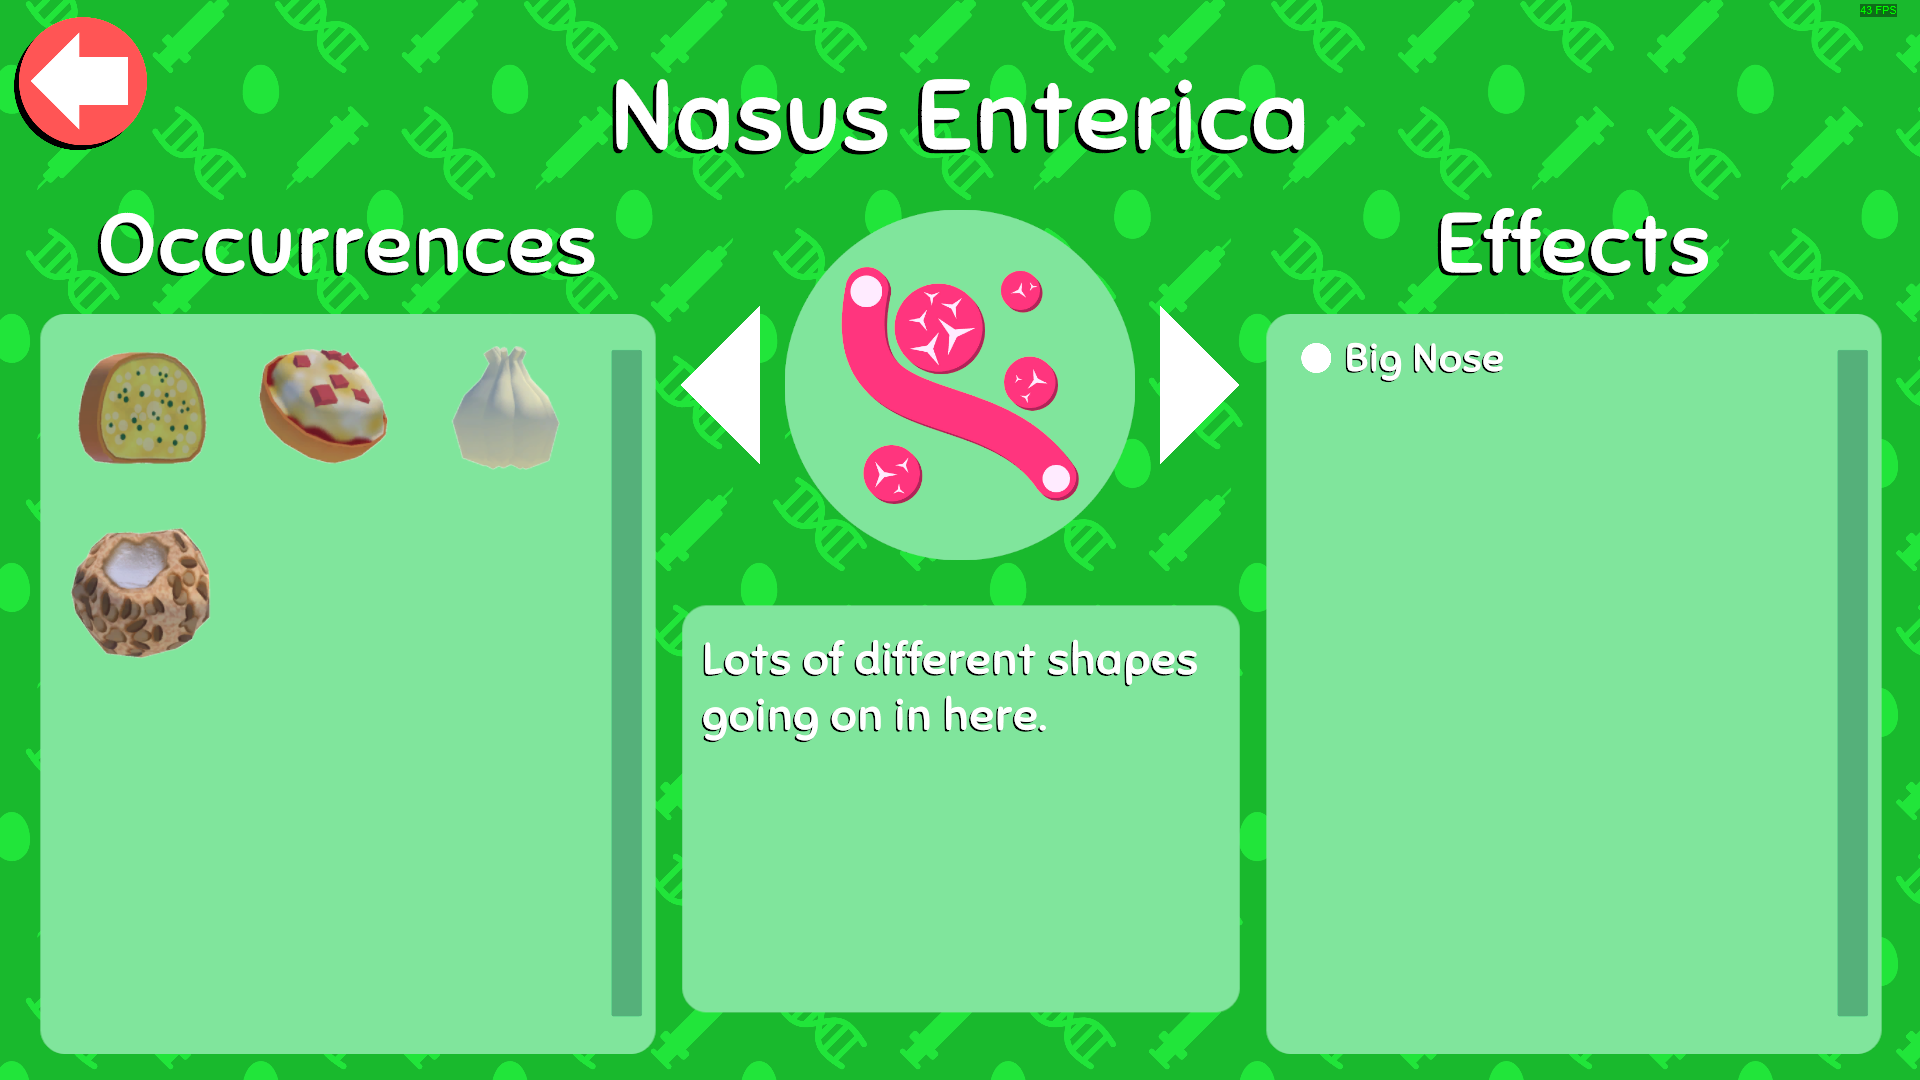 43 FPS
Nasus Enterica
Occurrences
Effects
Big Nose
Lots of different shapes
going on in here.